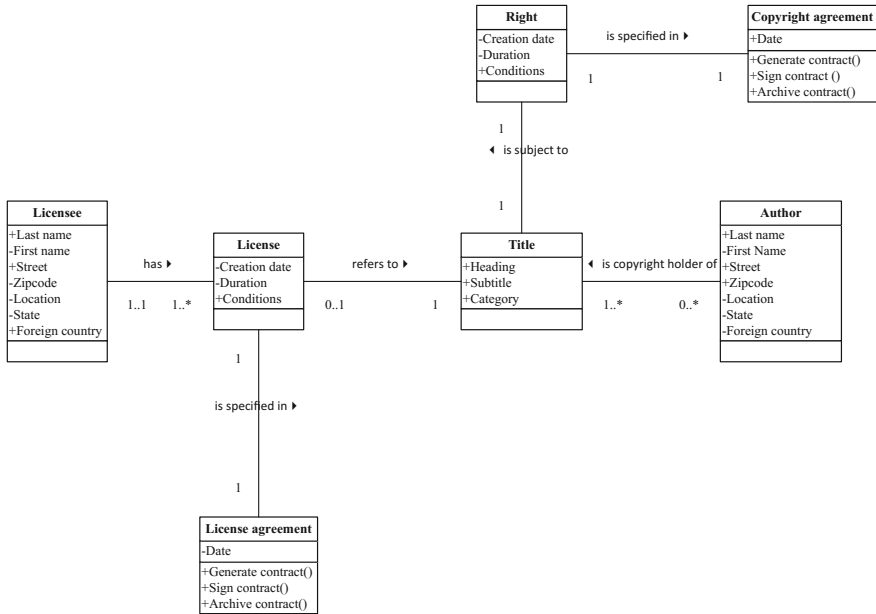 Right
-Creation date
-Duration
+Conditions
is specified in ▸
1
1
Copyright agreement
+Date
+Generate contract()
+Sign contract ()
+Archive contract()
1
◂ is subject to
1
Licensee
+Last name
-First name
+Street
-Zipcode
-Location
-State
+Foreign country
has ▸
1..1
1..*
License
-Creation date
-Duration
+Conditions
refers to ▸
0..1
1
Title
+Heading
+Subtitle
+Category
◂ is copyright holder of
1..*
0..*
Author
+Last name
-First Name
+Street
+Zipcode
-Location
-State
-Foreign country
1
is specified in ▸
1
License agreement
-Date
+Generate contract()
+Sign contract()
+Archive contract()